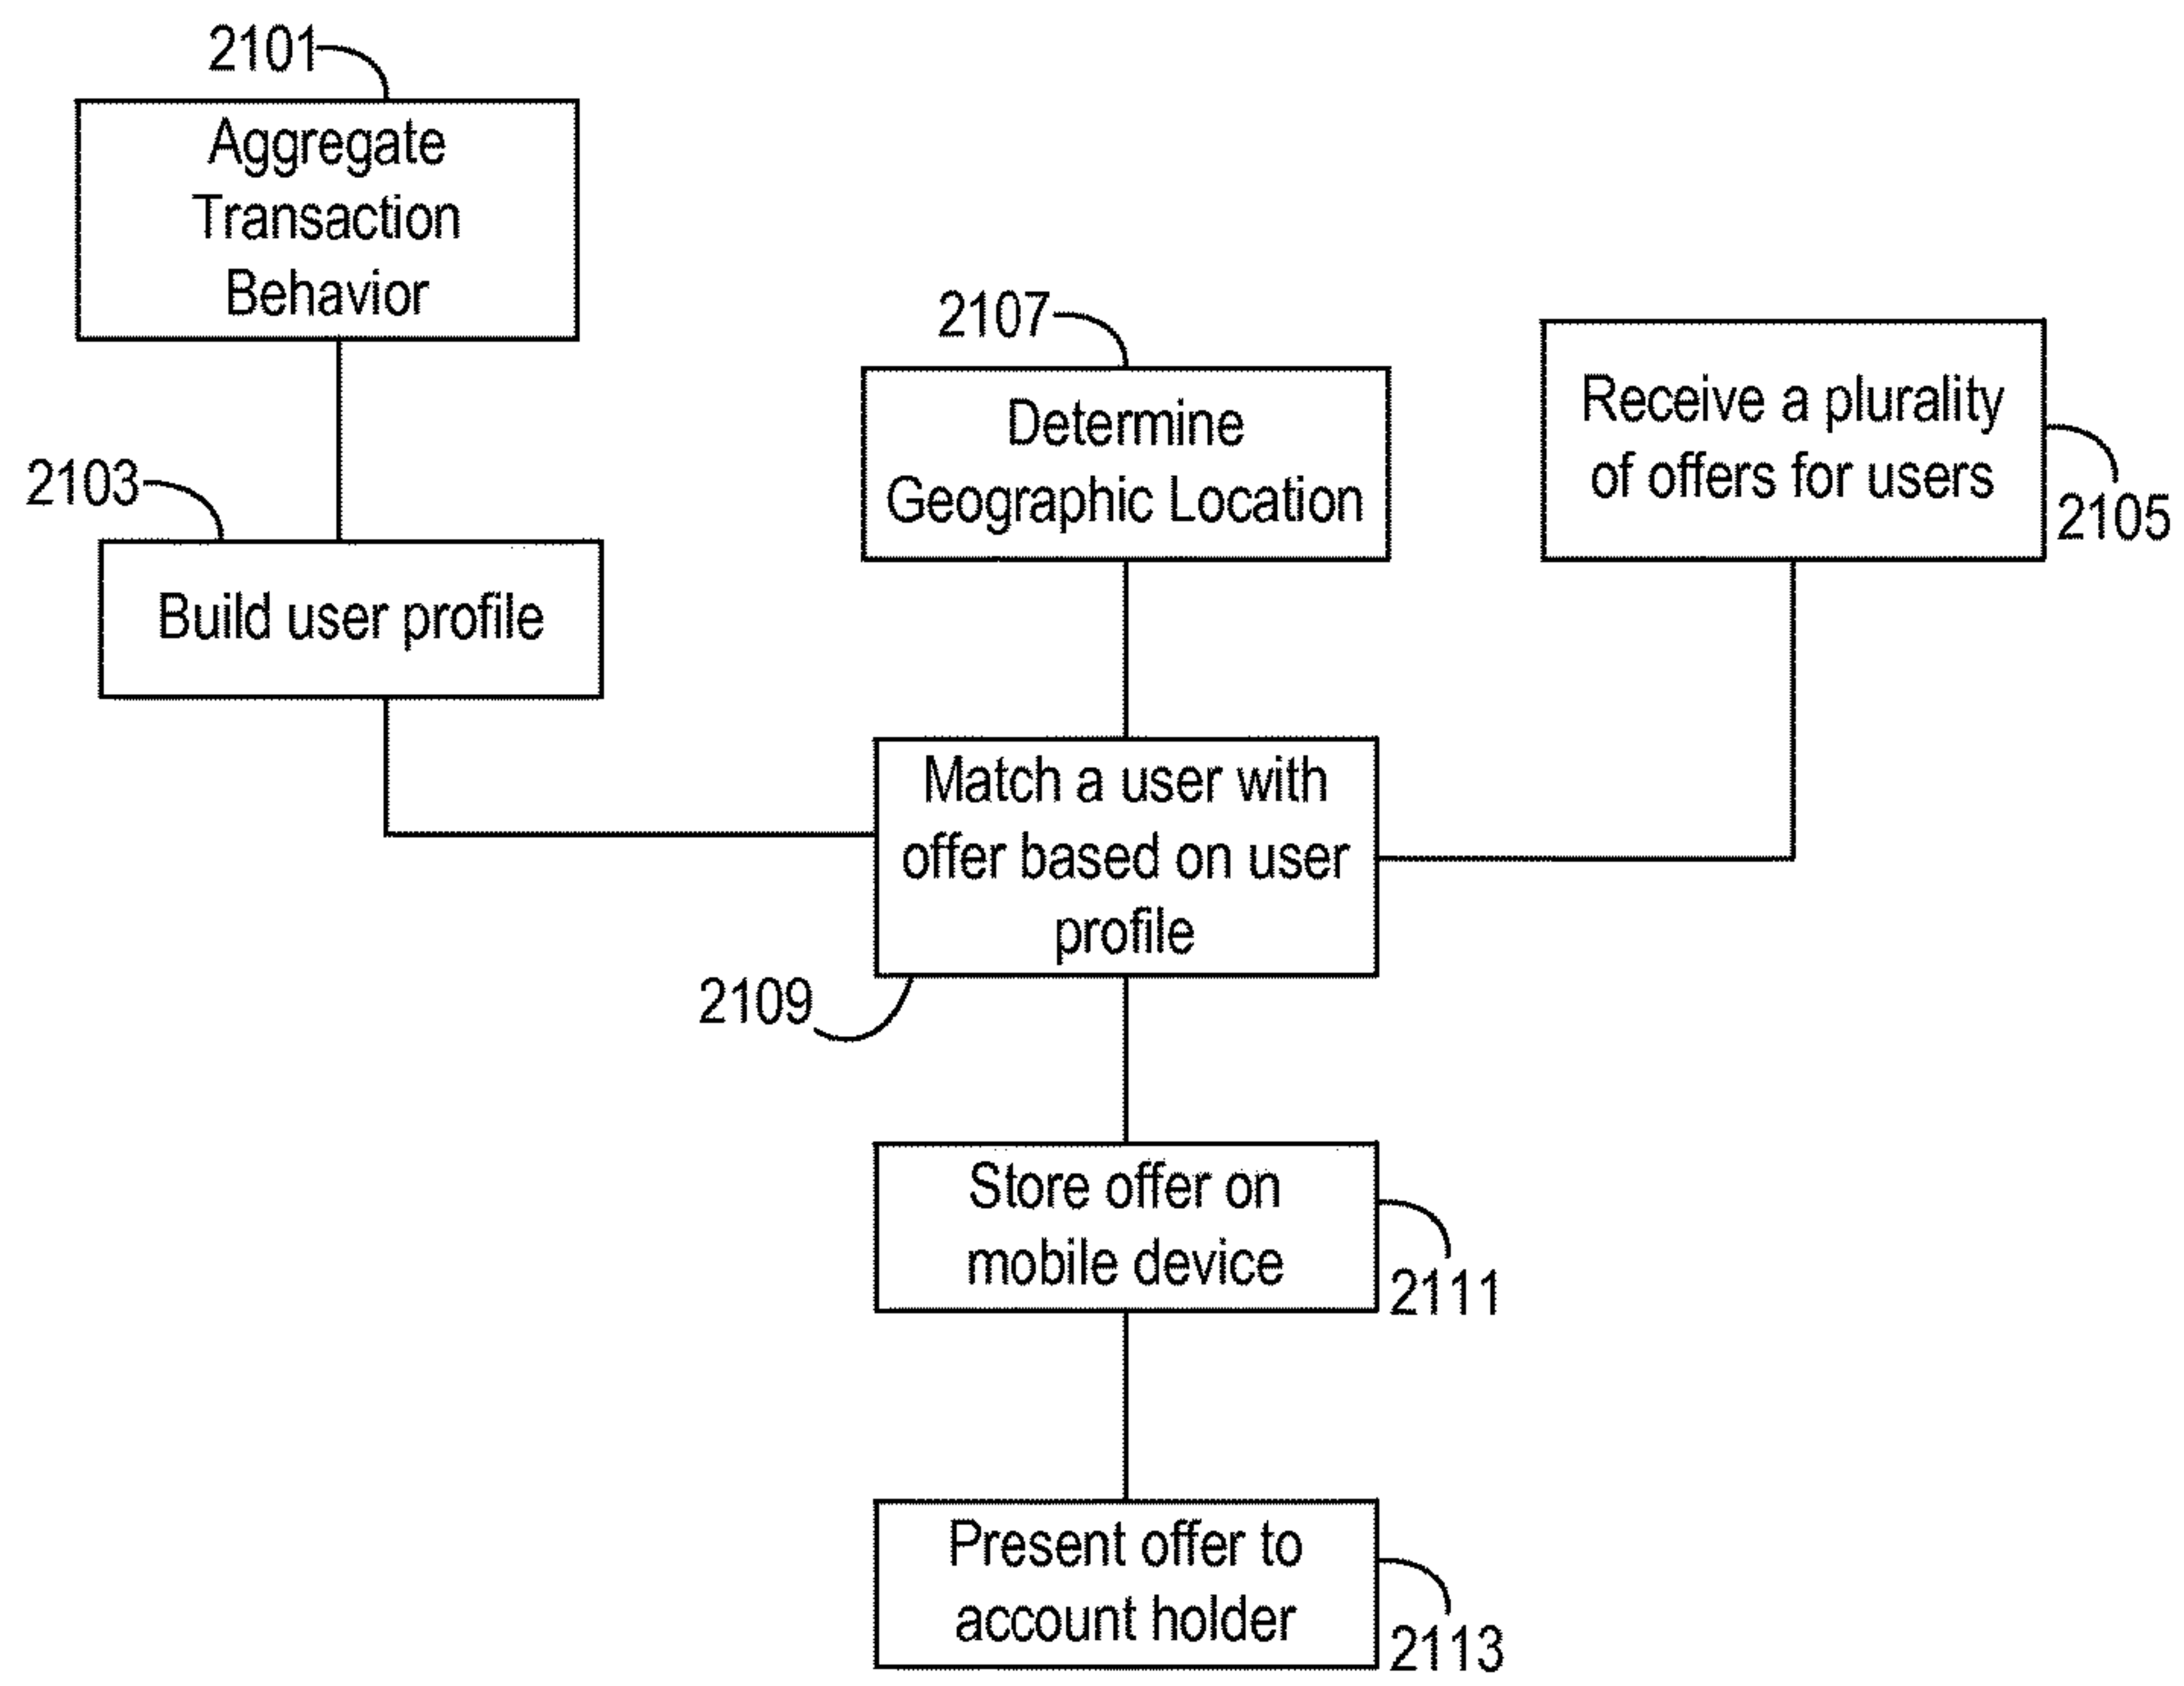 2101
Aggregate
Transaction
Behavior
2107
Determine
Geographic Location
Receive a plurality
of offers for users
2105
2103
Build user profile
Match a user with
offer based on user
profile
2109
Store offer on
mobile device
2111
Present offer to
account holder
2113